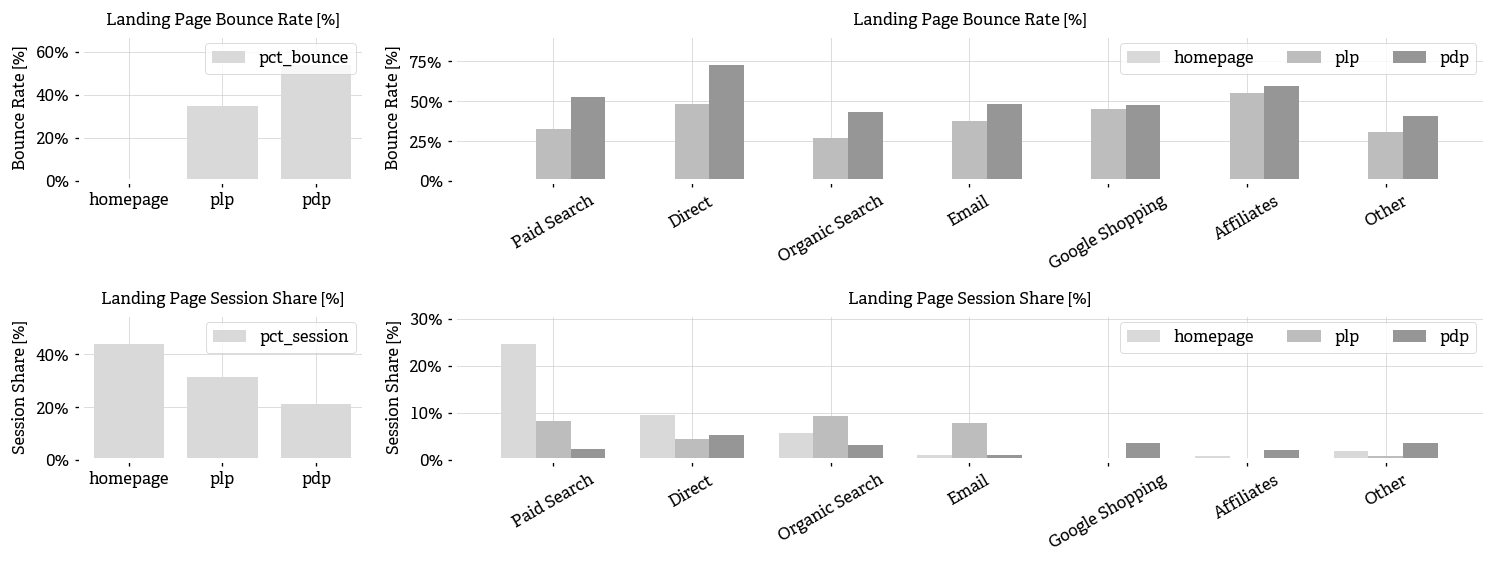 Landing Page Bounce Rate [%]
Bounce Rate [%]
60%
40%
20%
0%
pct_bounce
homepage plp pdp
Landing Page Bounce Rate [%]
Bounce Rate [%]
75%
50%
25%
0%
homepage plp pdp
Paid Search Direct Organic Search Email Google Shopping Affiliates Other
Landing Page Session Share [%]
Session Share [%]
40%
20%
0%
pct_session
homepage plp pdp
Landing Page Session Share [%]
Session Share [%]
30%
20%
10%
0%
homepage plp pdp
Paid Search Direct Organic Search Email Google Shopping Affiliates Other